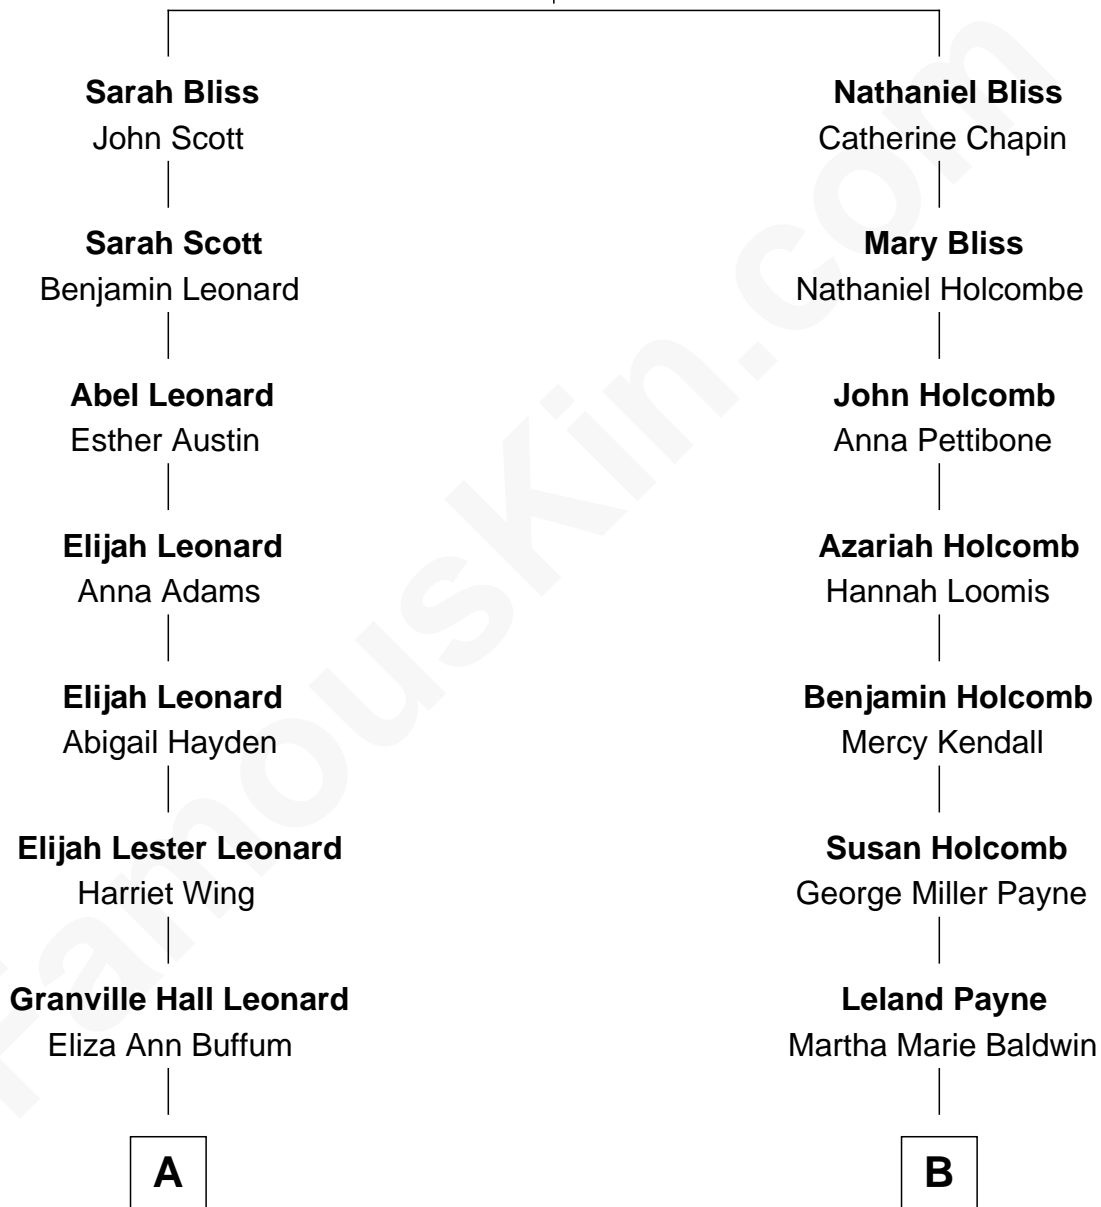 Sarah Bliss
John Scott
Sarah Scott
Benjamin Leonard
Abel Leonard
Esther Austin
Elijah Leonard
Anna Adams
Elijah Leonard
Abigail Hayden
Elijah Lester Leonard
Harriet Wing
Granville Hall Leonard
Eliza Ann Buffum
A
Nathaniel Bliss
Catherine Chapin
Mary Bliss
Nathaniel Holcombe
John Holcomb
Anna Pettibone
Azariah Holcomb
Hannah Loomis
Benjamin Holcomb
Mercy Kendall
Susan Holcomb
George Miller Payne
Leland Payne
Martha Marie Baldwin
B
FamousKin.com